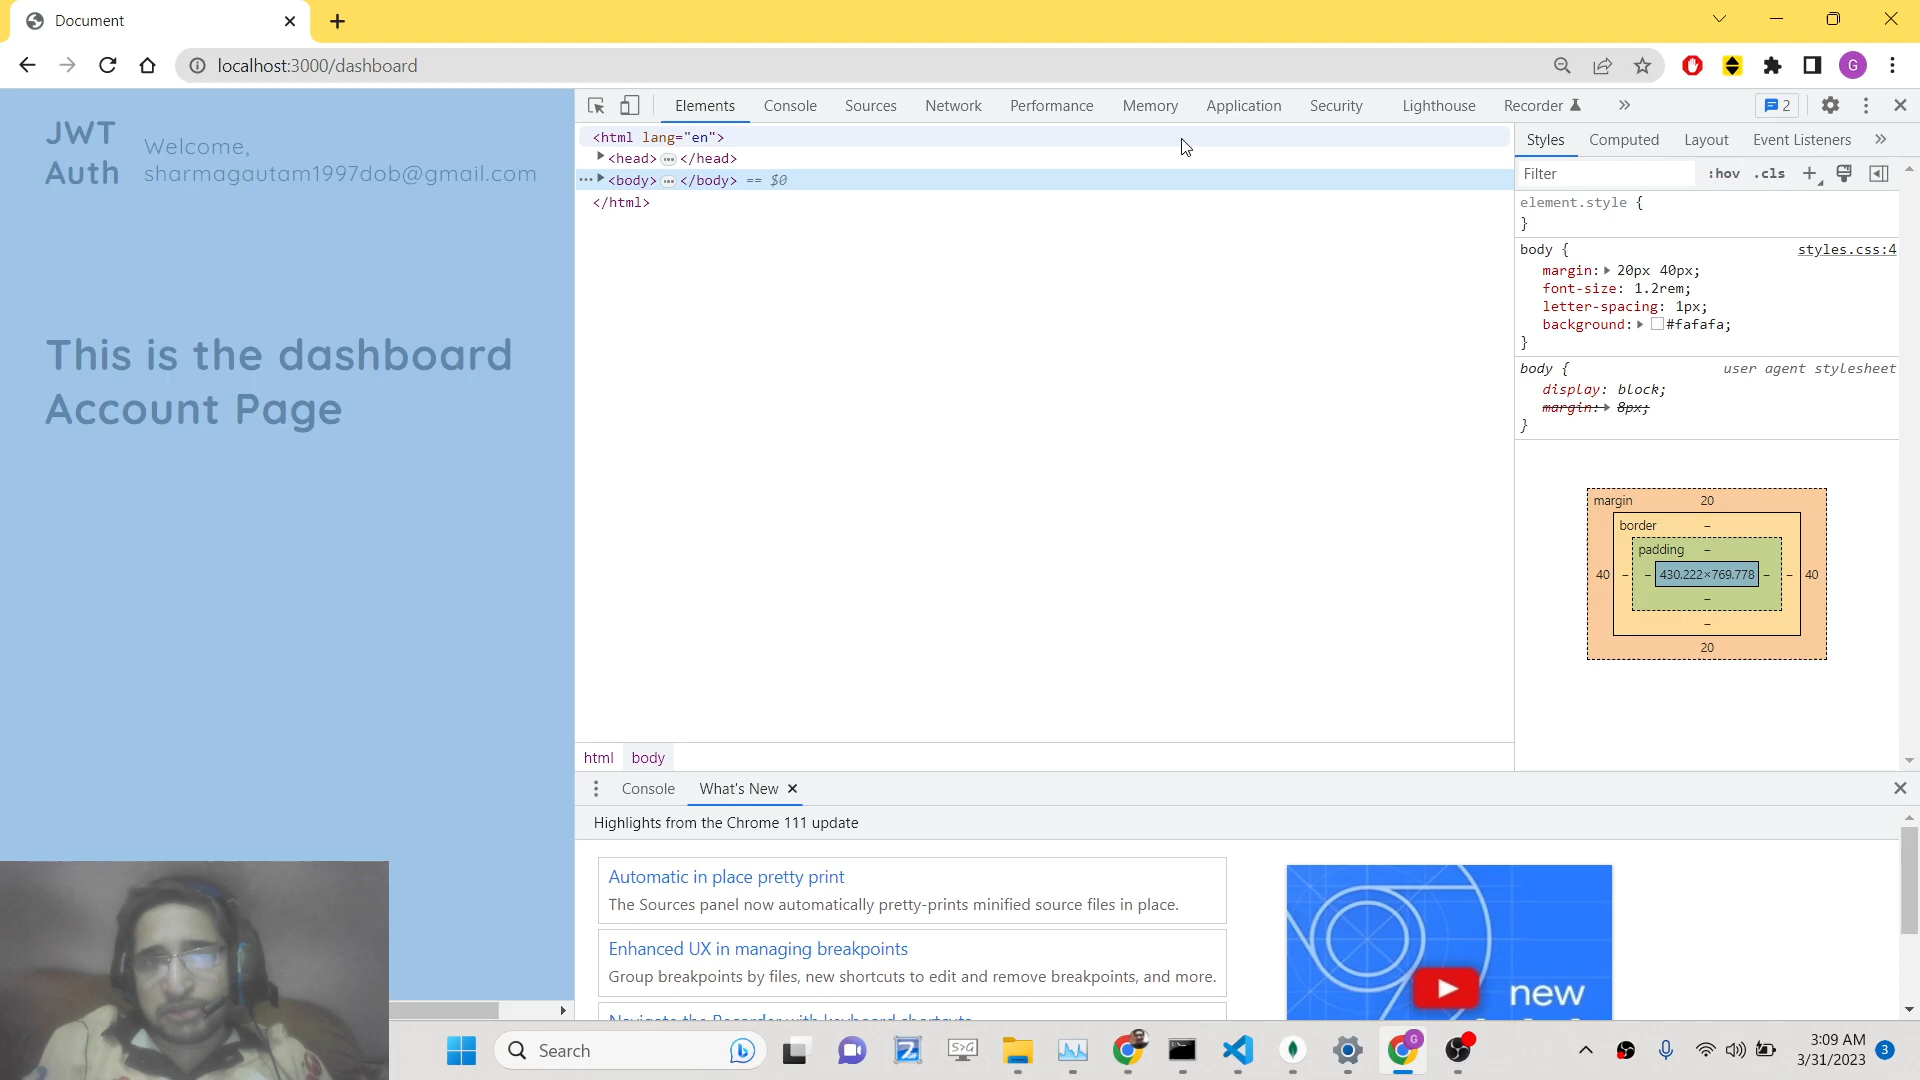 Document
localhost:3000/dashboard
G
JWT
Auth
Welcome,
sharmagautam1997dob@gmail.com
This is the dashboard
Account Page
Elements Console Sources Network Performance Memory Application Security Lighthouse Recorder 2
<html lang="en">
<head> </head>
<body> </body> == $0
</html>
html body
Styles Computed Layout Event Listeners
Filter :hov .cls
element.style {
}
body { styles.css:4
margin: 20px 40px;
font-size: 1.2rem;
letter-spacing: 1px;
background: #fafafa;
}
body { user agent stylesheet
display: block;
margin: 8px;
}
margin 20
border –
padding –
40 – – 430.222×769.778 – – 40
–
–
20
Console What's New
Highlights from the Chrome 111 update
Automatic in place pretty print
The Sources panel now automatically pretty-prints minified source files in place.
Enhanced UX in managing breakpoints
Group breakpoints by files, new shortcuts to edit and remove breakpoints, and more.
new
Search
3:09 AM
3/31/2023 3